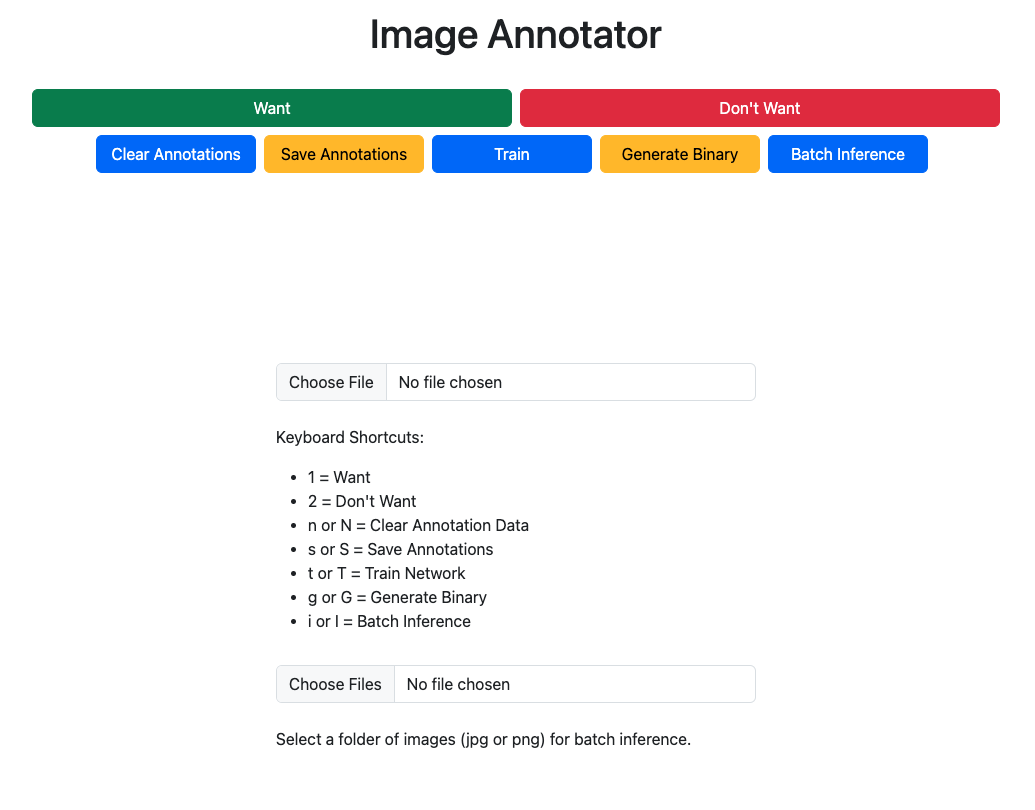 Image Annotator
Want
Don't Want
Clear Annotations
Save Annotations
Train
Generate Binary
Batch Inference
Choose File
No file chosen
Keyboard Shortcuts:
1 = Want
2 = Don't Want
n or N = Clear Annotation Data
s or S = Save Annotations
t or T = Train Network
g or G = Generate Binary
i or I = Batch Inference
Choose Files
No file chosen
Select a folder of images (jpg or png) for batch inference.